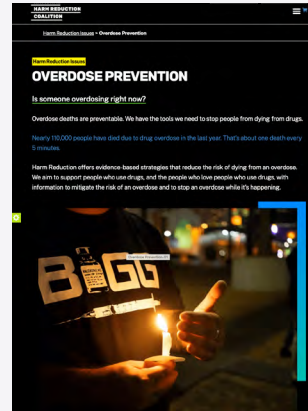 HARM REDUCTION
COALITION
Harm Reduction Issues » Overdose Prevention
Harm Reduction Issues
OVERDOSE PREVENTION
Is someone overdosing right now?
Overdose deaths are preventable. We have the tools we need to stop people from dying from drugs.
Nearly 110,000 people have died due to drug overdose in the last year. That's about one death every
5 minutes.
Harm Reduction offers evidence-based strategies that reduce the risk of dying from an overdose.
We aim to support people who use drugs, and the people who love people who use drugs, with
information to mitigate the risk of an overdose and to stop an overdose while it's happening.